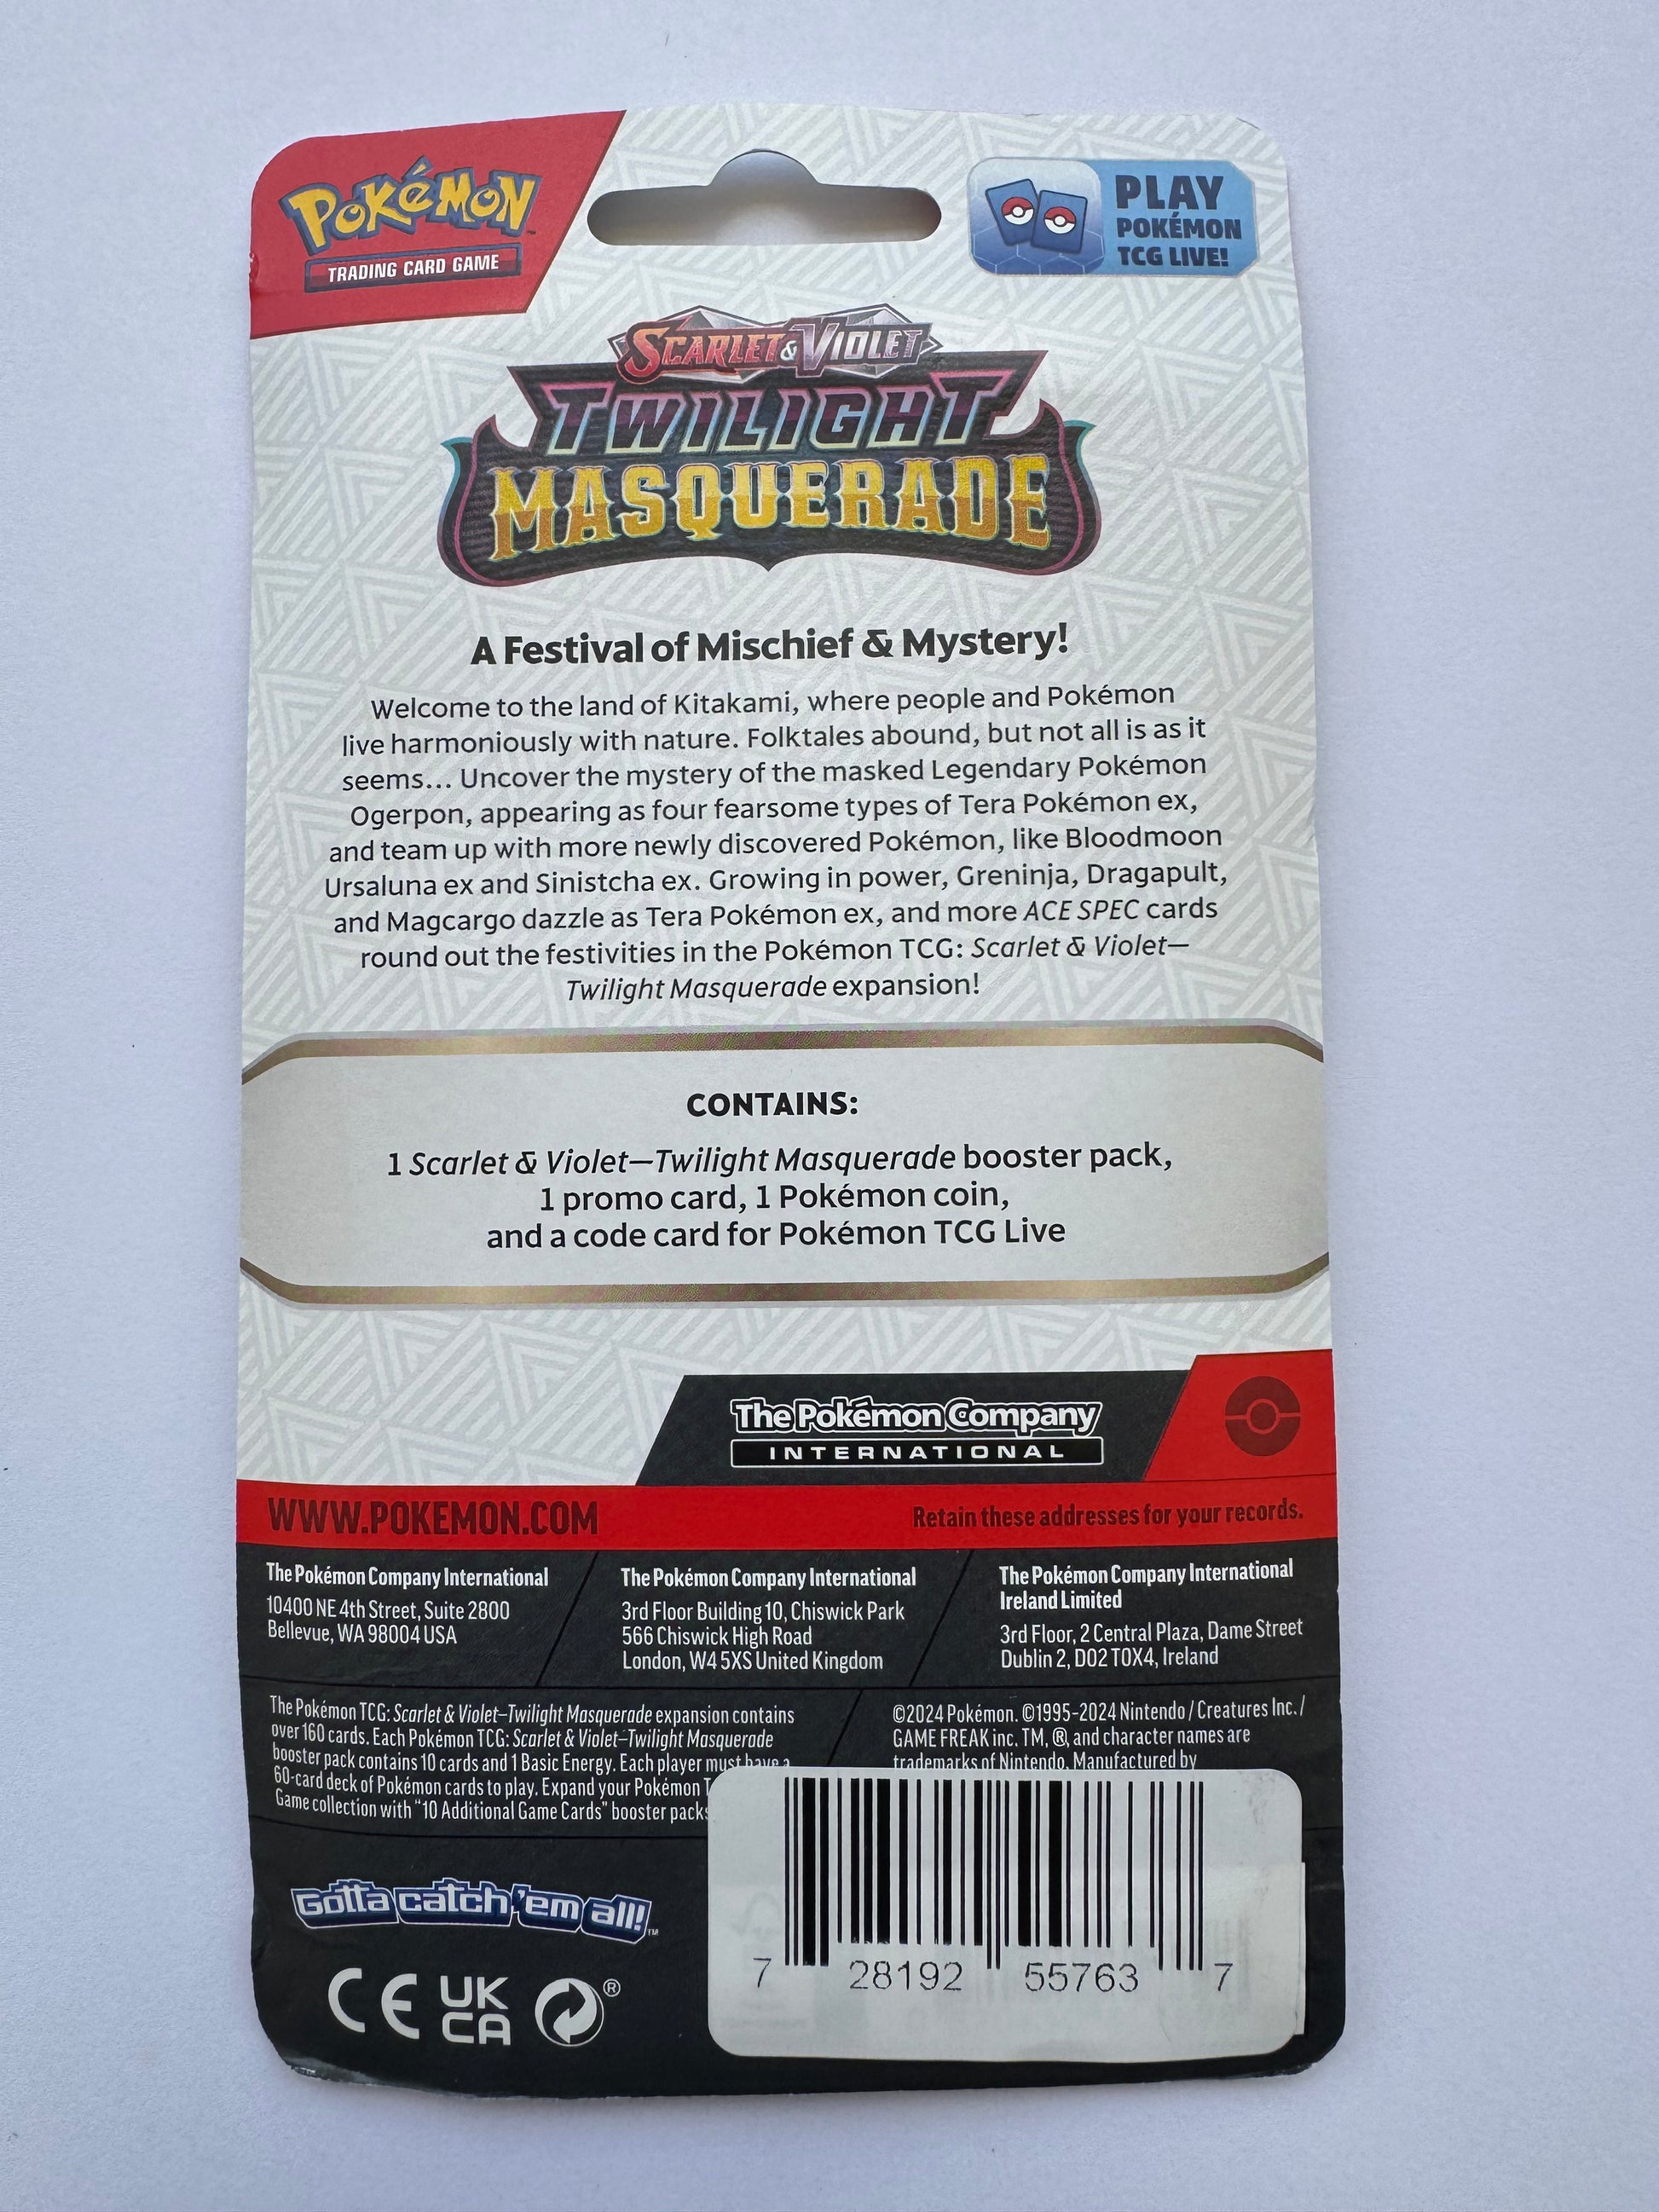 POKéMON
TRADING CARD GAME
PLAY
POKÉMON
TCG LIVE!
SCARLET & VIOLET
TWILIGHT
MASQUERADE
A Festival of Mischief & Mystery!
Welcome to the land of Kitakami, where people and Pokémon
live harmoniously with nature. Folktales abound, but not all is as it
seems... Uncover the mystery of the masked Legendary Pokémon
Ogerpon, appearing as four fearsome types of Tera Pokémon ex,
and team up with more newly discovered Pokémon, like Bloodmoon
Ursaluna ex and Sinistcha ex. Growing in power, Greninja, Dragapult,
and Magcargo dazzle as Tera Pokémon ex, and more ACE SPEC cards
round out the festivities in the Pokémon TCG: Scarlet & Violet—
Twilight Masquerade expansion!
CONTAINS:
1 Scarlet & Violet—Twilight Masquerade booster pack,
1 promo card, 1 Pokémon coin,
and a code card for Pokémon TCG Live
The Pokémon Company
INTERNATIONAL
WWW.POKEMON.COM
Retain these addresses for your records.
The Pokémon Company International
10400 NE 4th Street, Suite 2800
Bellevue, WA 98004 USA
The Pokémon Company International
3rd Floor Building 10, Chiswick Park
566 Chiswick High Road
London, W4 5XS United Kingdom
The Pokémon Company International
Ireland Limited
3rd Floor, 2 Central Plaza, Dame Street
Dublin 2, D02 T0X4, Ireland
The Pokémon TCG: Scarlet & Violet–Twilight Masquerade expansion contains
over 160 cards. Each Pokémon TCG: Scarlet & Violet–Twilight Masquerade
booster pack contains 10 cards and 1 Basic Energy. Each player must have a
60-card deck of Pokémon cards to play. Expand your Pokémon
Game collection with "10 Additional Game Cards" booster packs
©2024 Pokémon. ©1995-2024 Nintendo / Creatures Inc. /
GAME FREAK inc. TM, ®, and character names are
trademarks of Nintendo. Manufactured by
Gotta catch 'em all! TM
CE UK
CA ®
7 28192 55763 7